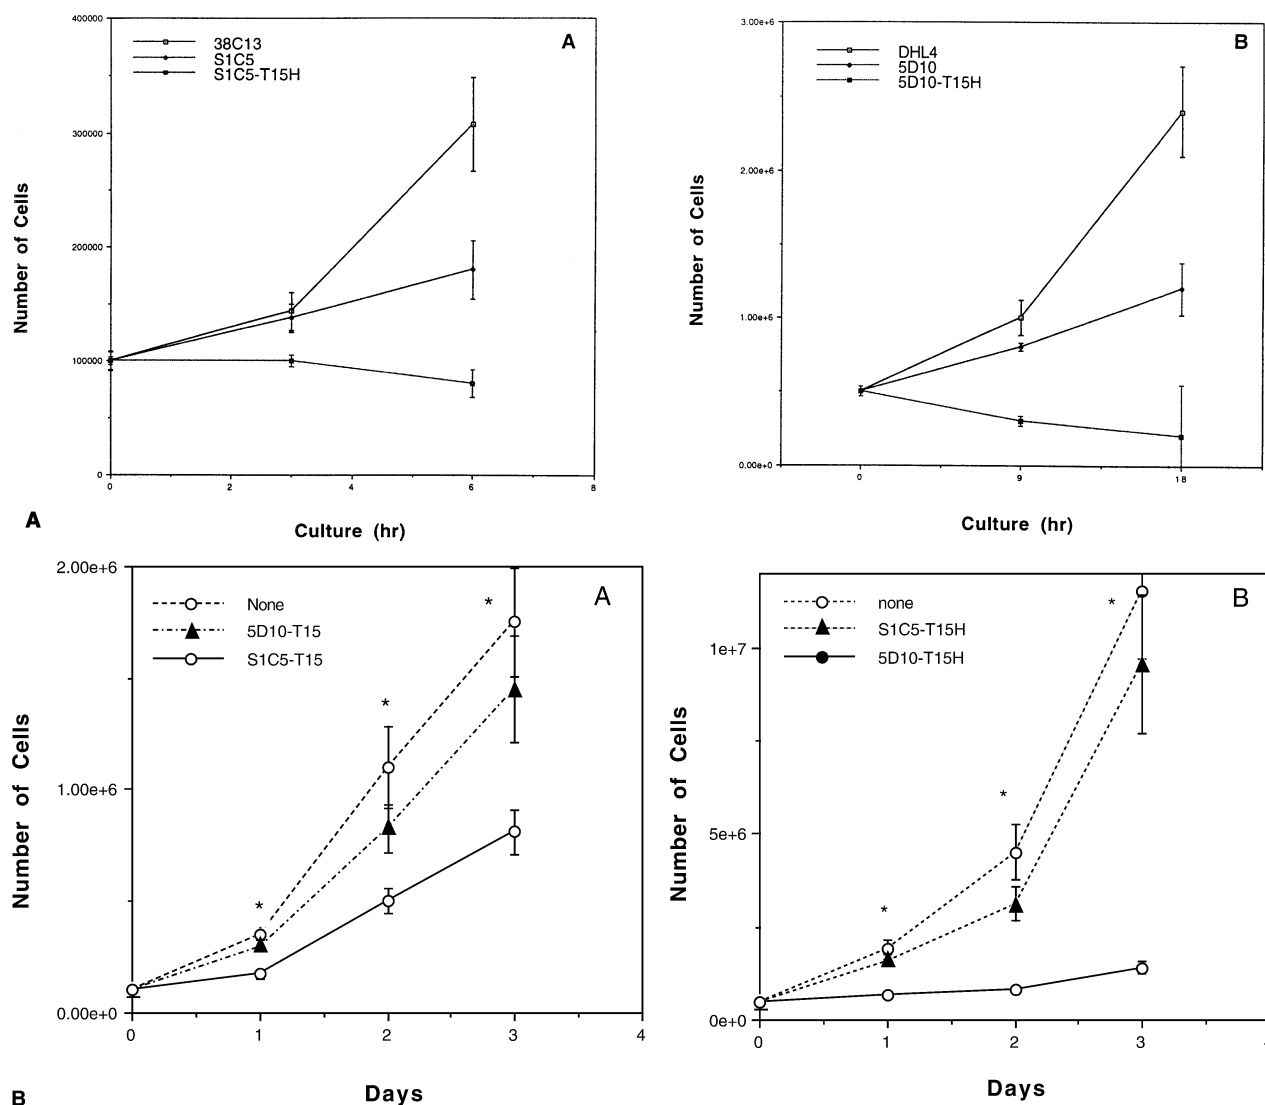 400000
300000
200000
100000
0
0
2
4
6
8
38C13
S1C5
S1C5-T15H
A
Number of Cells
Culture (hr)
3.00e+6
2.00e+6
1.00e+6
0.00e+0
0
9
18
DHL4
5D10
5D10-T15H
B
Number of Cells
Culture (hr)
A
2.00e+6
1.00e+6
0.00e+0
0
1
2
3
4
None
5D10-T15
S1C5-T15
A
*
*
*
Number of Cells
Days
1e+7
5e+6
0e+0
0
1
2
3
none
S1C5-T15H
5D10-T15H
B
*
*
*
Number of Cells
Days
B